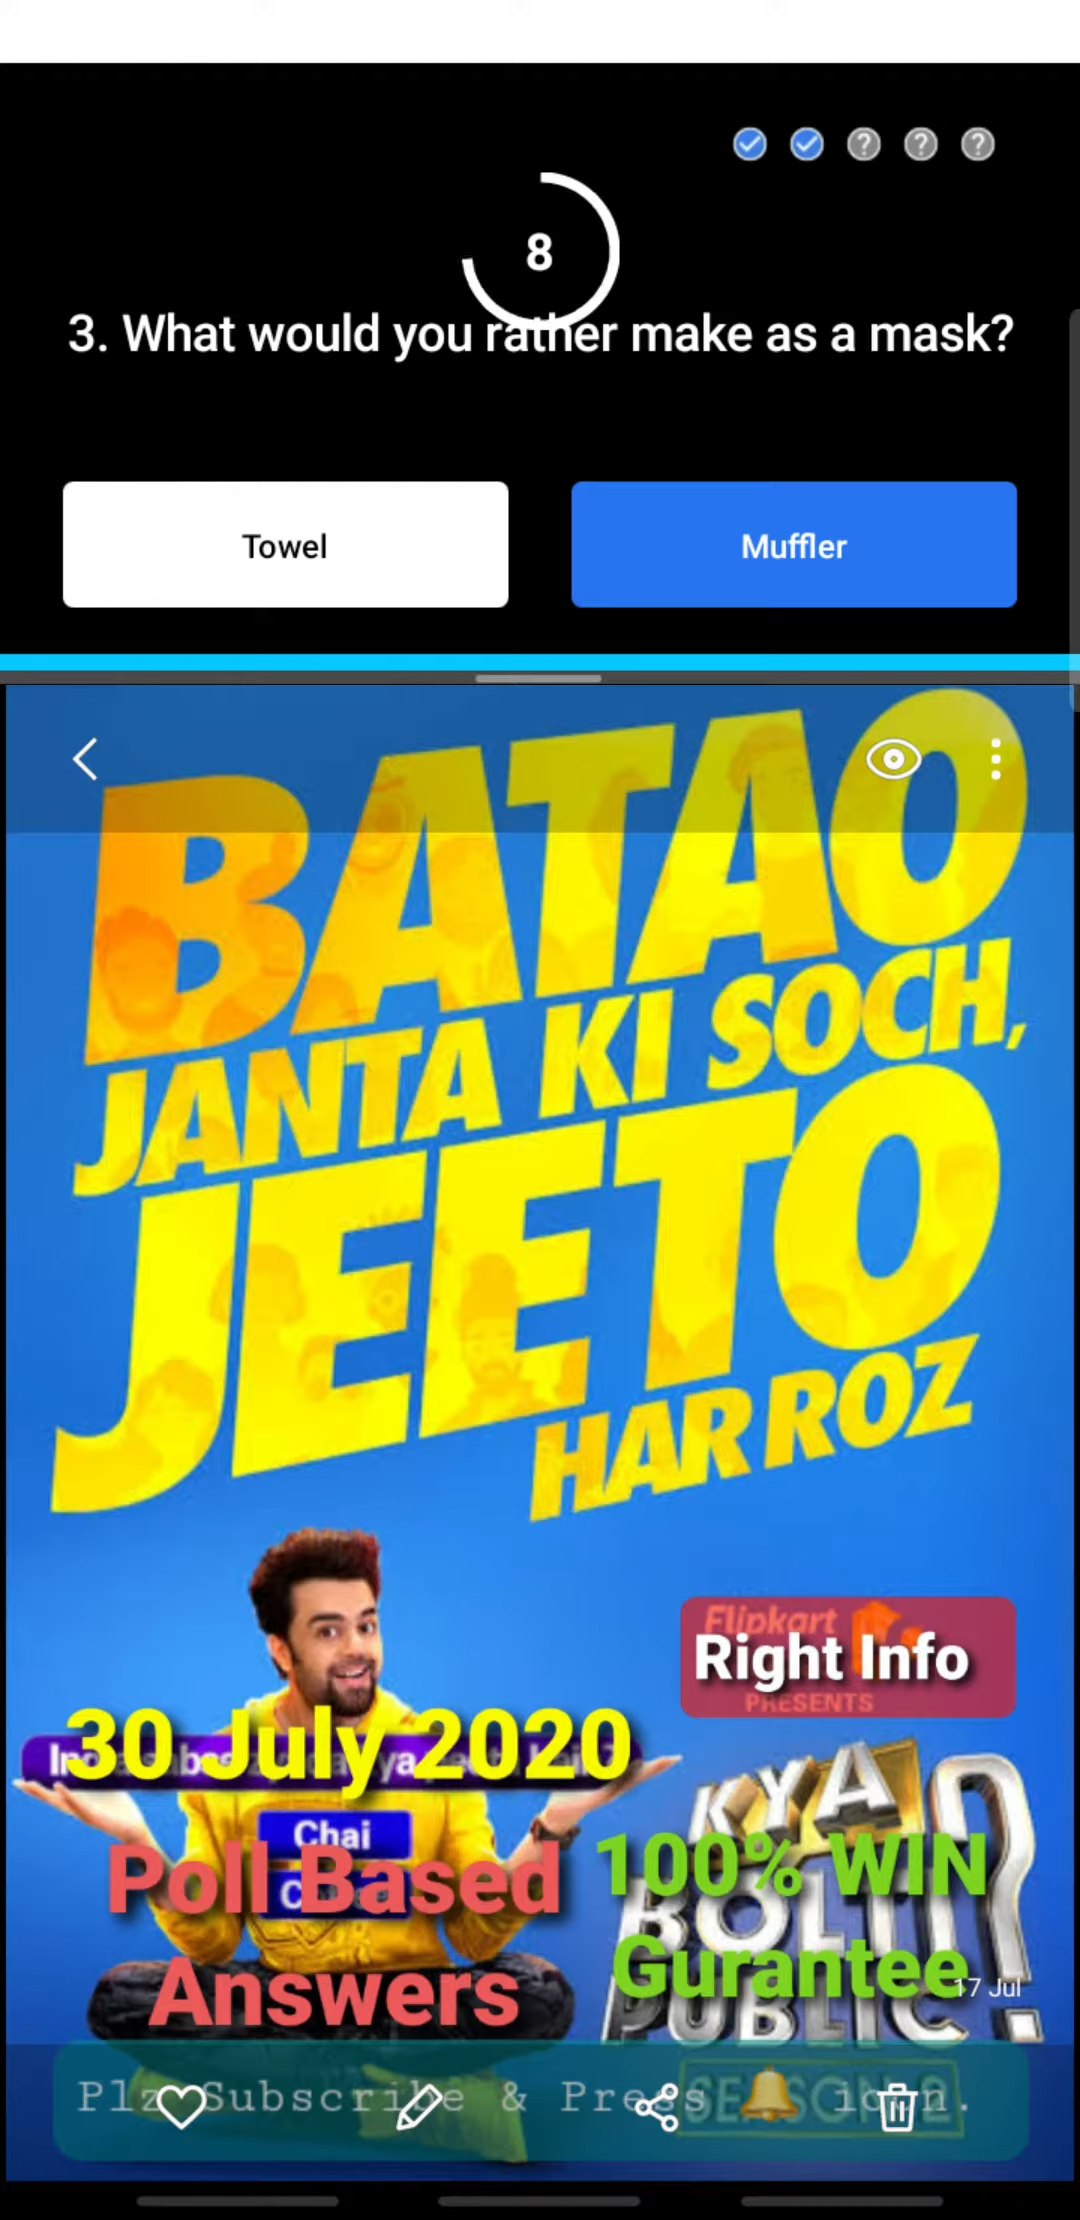 8
3. What would you rather make as a mask?
Towel
Muffler
BATAO
JANTA KI SOCH,
JEETO
HAR ROZ
Flipkart
Right Info
PRESENTS
30 July 2020
Chai
Poll Based
Answers
KYA
100% WIN
BOLTI
Gurantee
17 Jul
PUBLIC?
Plz Subscribe & Press 🔔 icon.
SEASON 2